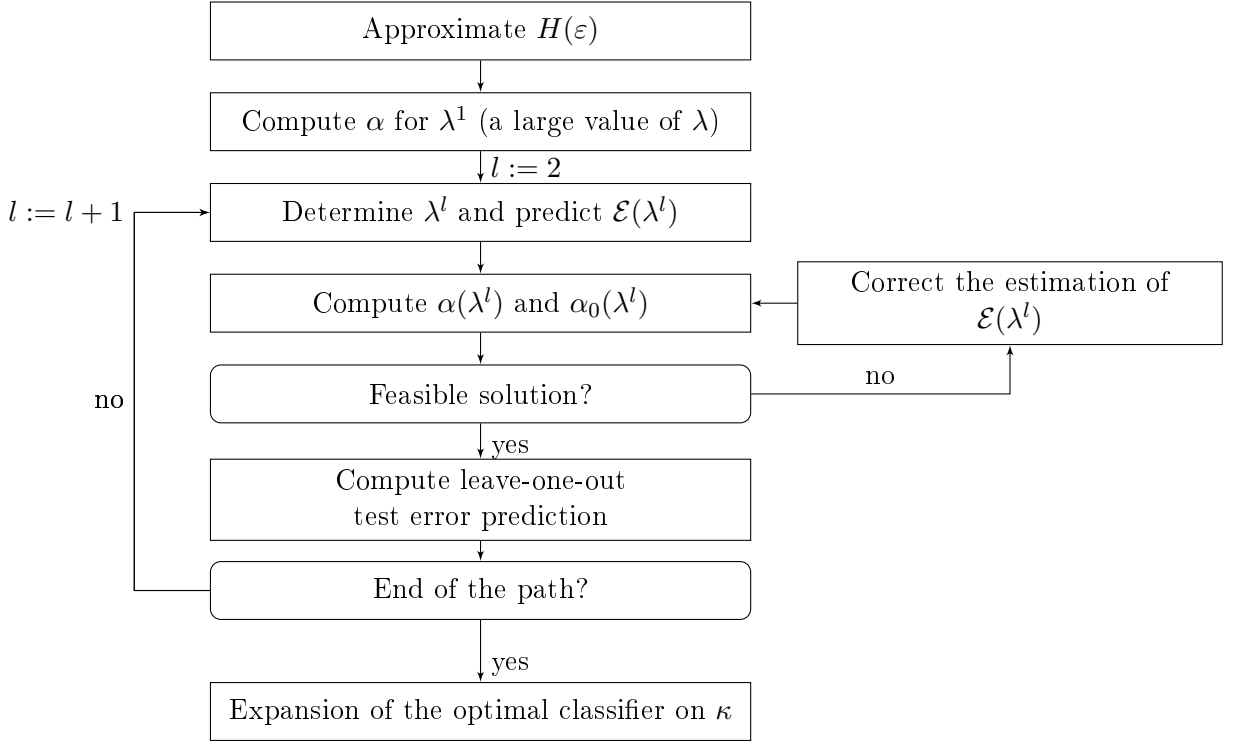 Approximate H(ε)
Compute α for λ¹ (a large value of λ)
l := 2
l := l + 1
Determine λˡ and predict ℰ(λˡ)
Compute α(λˡ) and α₀(λˡ)
Correct the estimation of
ℰ(λˡ)
Feasible solution?
no
no
yes
Compute leave-one-out
test error prediction
End of the path?
yes
Expansion of the optimal classifier on κ